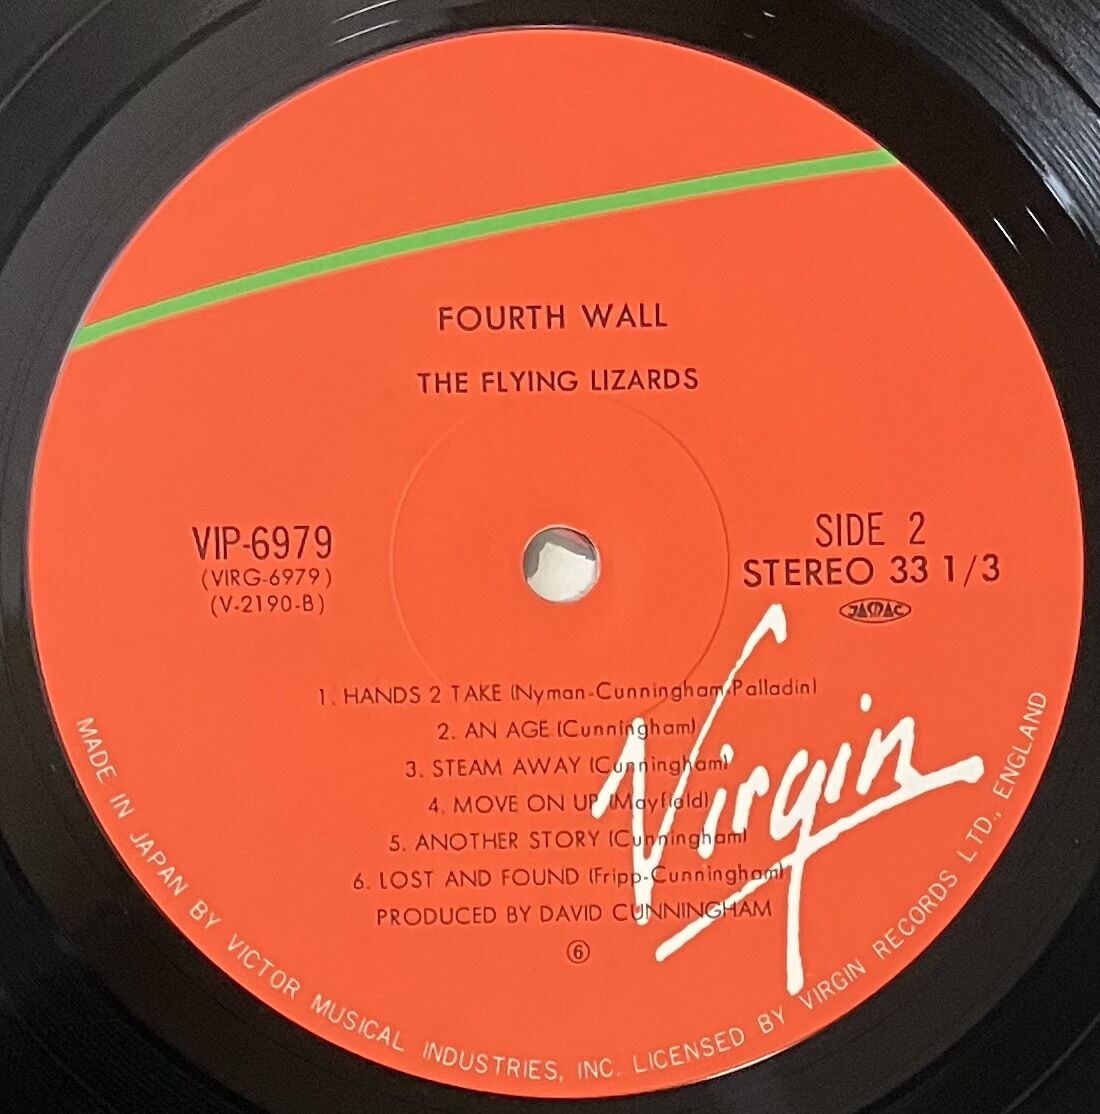 FOURTH WALL
THE FLYING LIZARDS
VIP-6979
(VIRG-6979)
(V-2190-B)
SIDE 2
STEREO 33 1/3
JASRAC
1. HANDS 2 TAKE (Nyman-Cunningham-Palladin)
2. AN AGE (Cunningham)
3. STEAM AWAY (Cunningham)
4. MOVE ON UP (Mayfield)
5. ANOTHER STORY (Cunningham)
6. LOST AND FOUND (Fripp-Cunningham)
PRODUCED BY DAVID CUNNINGHAM
⑥
Virgin
MADE IN JAPAN BY VICTOR MUSICAL INDUSTRIES, INC. LICENSED BY VIRGIN RECORDS LTD., ENGLAND